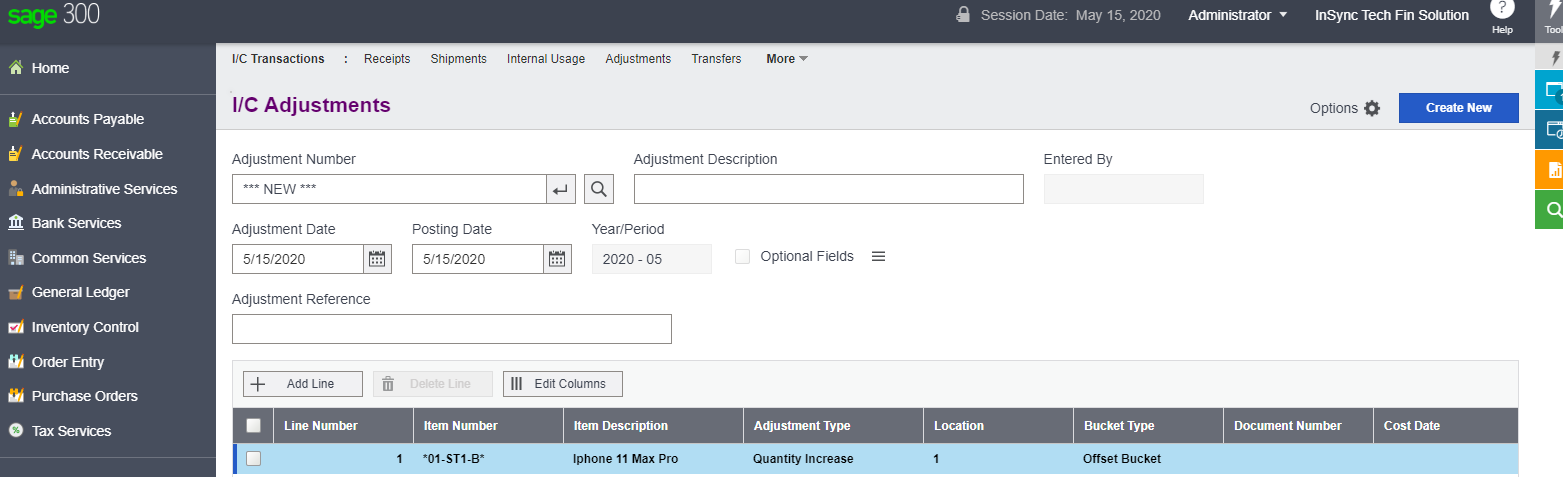 sage 300
Session Date: May 15, 2020 Administrator InSync Tech Fin Solution ? Help
Home
Accounts Payable
Accounts Receivable
Administrative Services
Bank Services
Common Services
General Ledger
Inventory Control
Order Entry
Purchase Orders
Tax Services
I/C Transactions : Receipts Shipments Internal Usage Adjustments Transfers More
I/C Adjustments
Options Create New
Adjustment Number Adjustment Description Entered By
*** NEW ***
Adjustment Date Posting Date Year/Period
5/15/2020 5/15/2020 2020 - 05 Optional Fields
Adjustment Reference
Add Line Delete Line Edit Columns
Line Number Item Number Item Description Adjustment Type Location Bucket Type Document Number Cost Date
1 *01-ST1-B* Iphone 11 Max Pro Quantity Increase 1 Offset Bucket